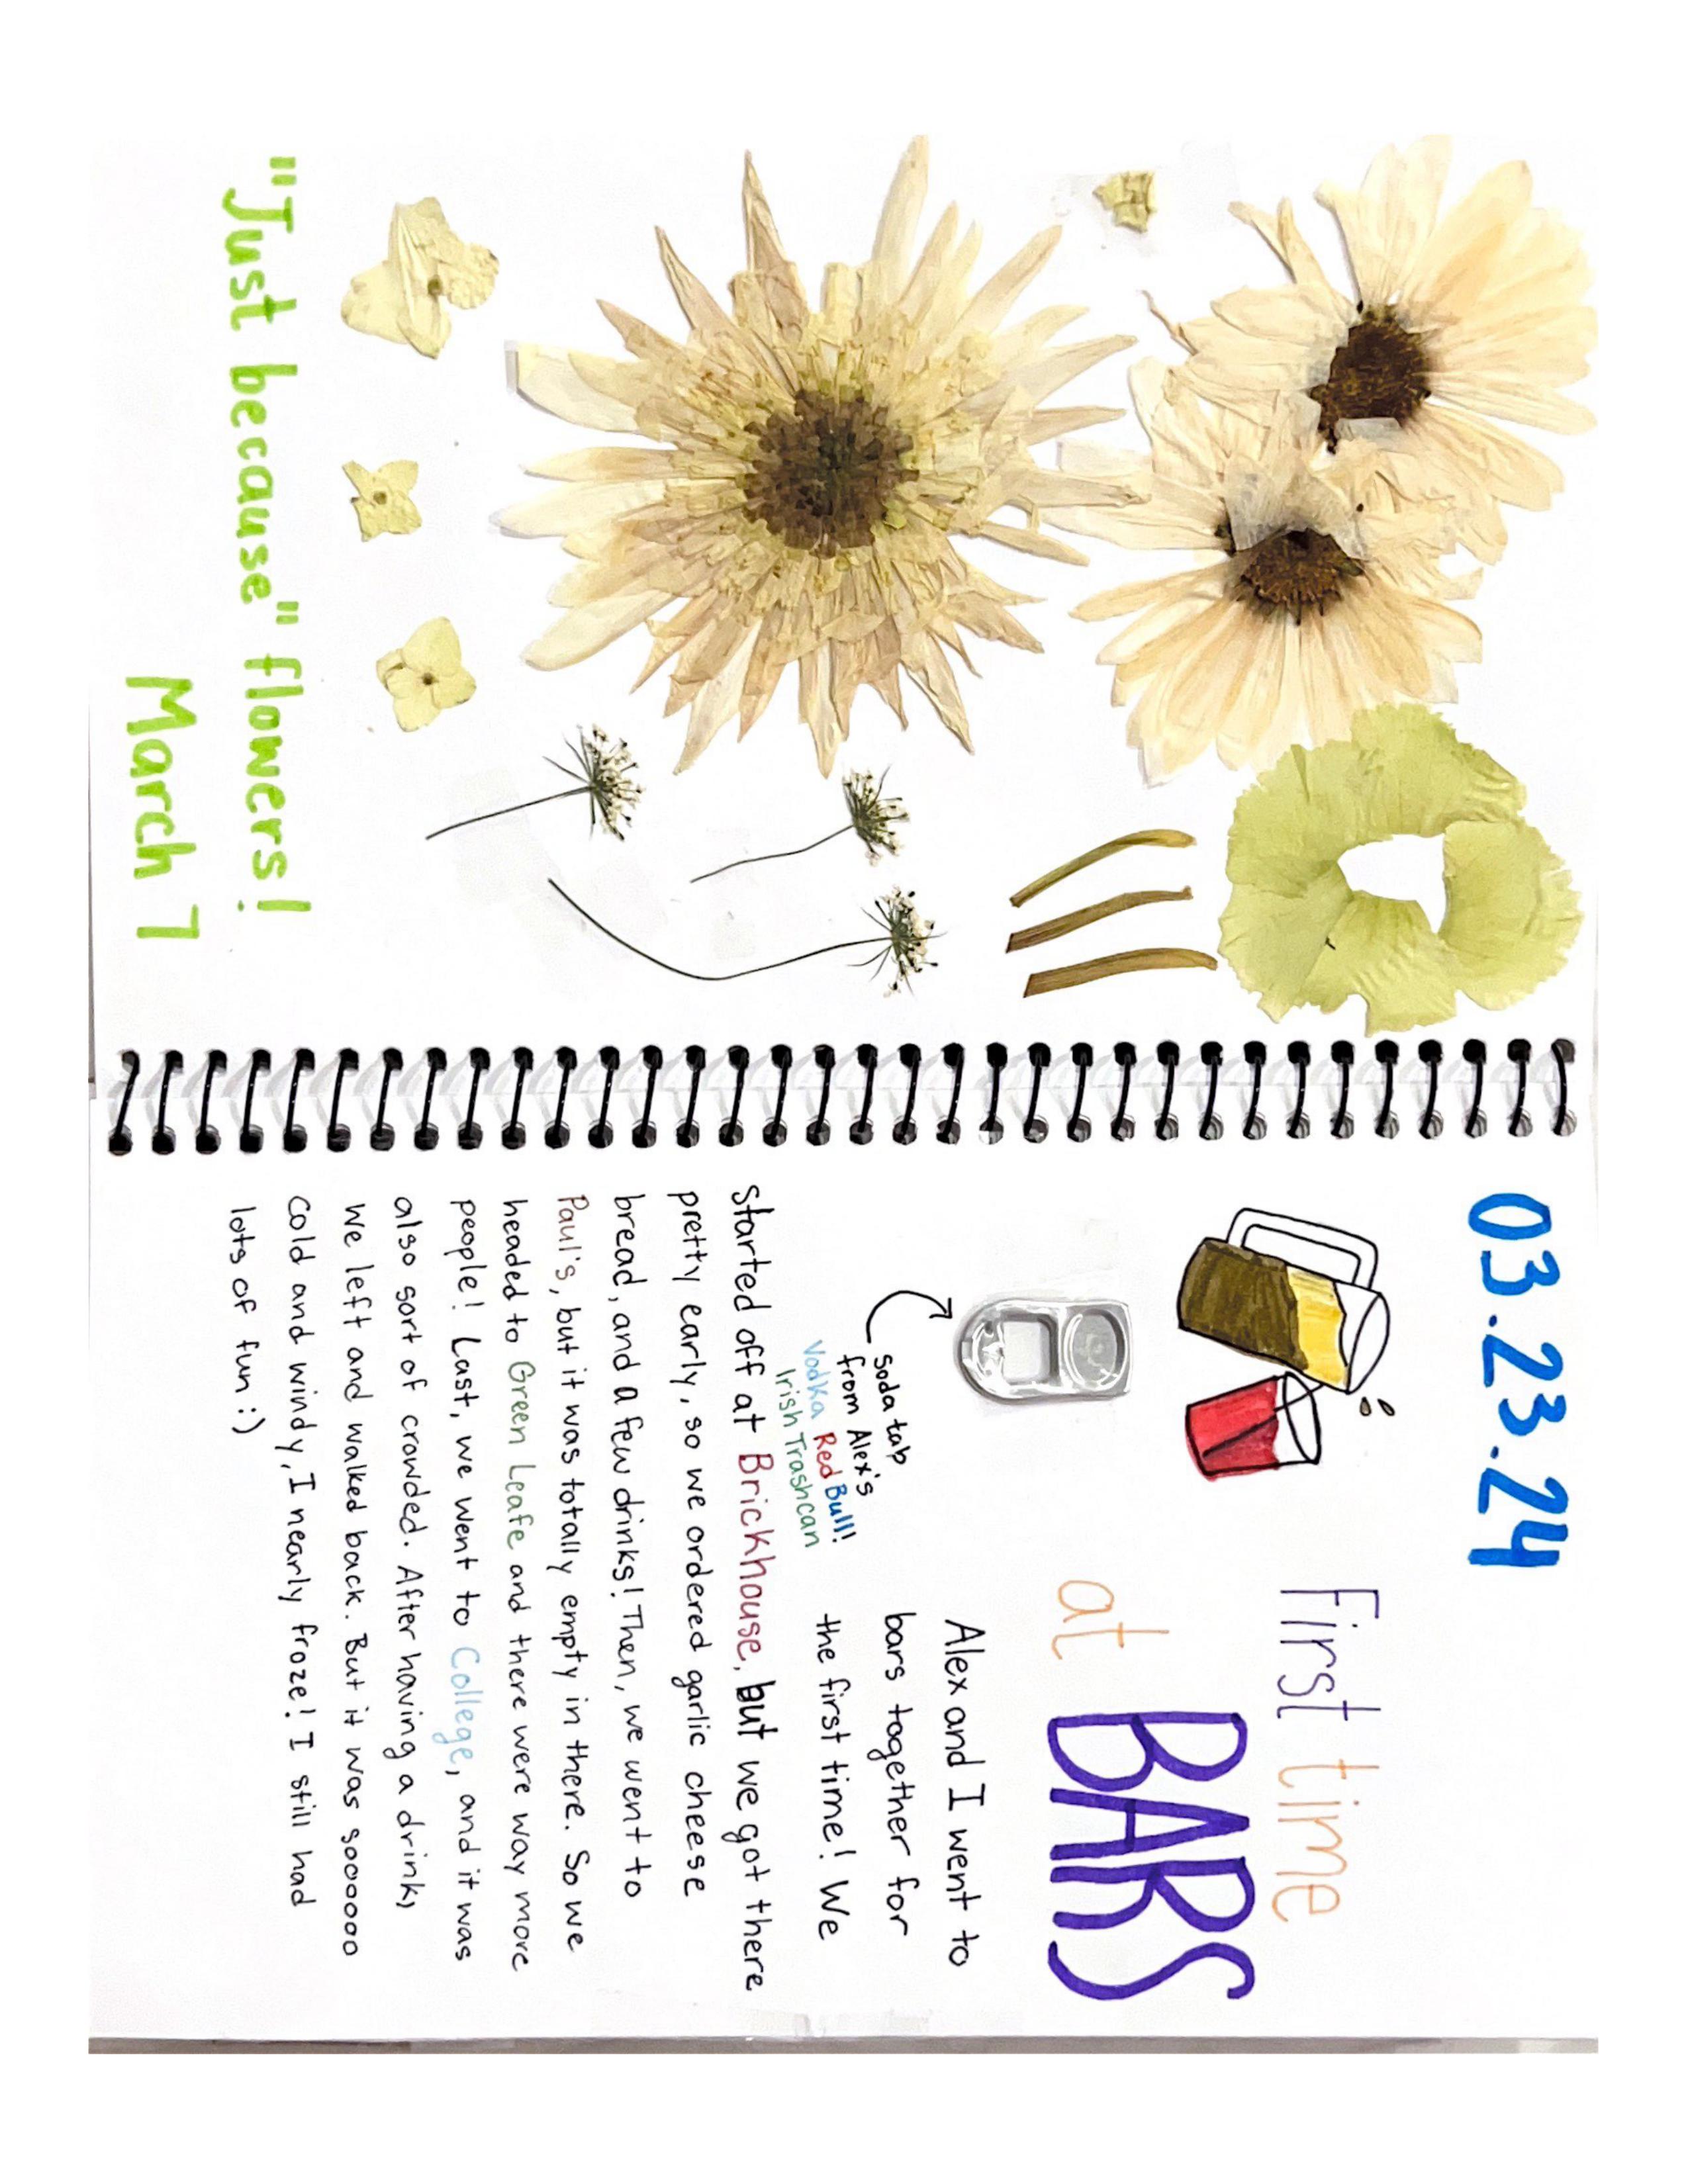 "Just because" flowers!
March 7
03.23.24
First time
at BARS
Soda tab
from Alex's
Vodka Red Bull!
Irish Trashcan
Alex and I went to
bars together for
the first time! We
started off at Brickhouse, but we got there
pretty early, so we ordered garlic cheese
bread, and a few drinks! Then, we went to
Paul's, but it was totally empty in there. So we
headed to Green Leafe and there were way more
people! Last, we went to College, and it was
also sort of crowded. After having a drink,
we left and walked back. But it was soooooo
cold and windy, I nearly froze! I still had
lots of fun :)